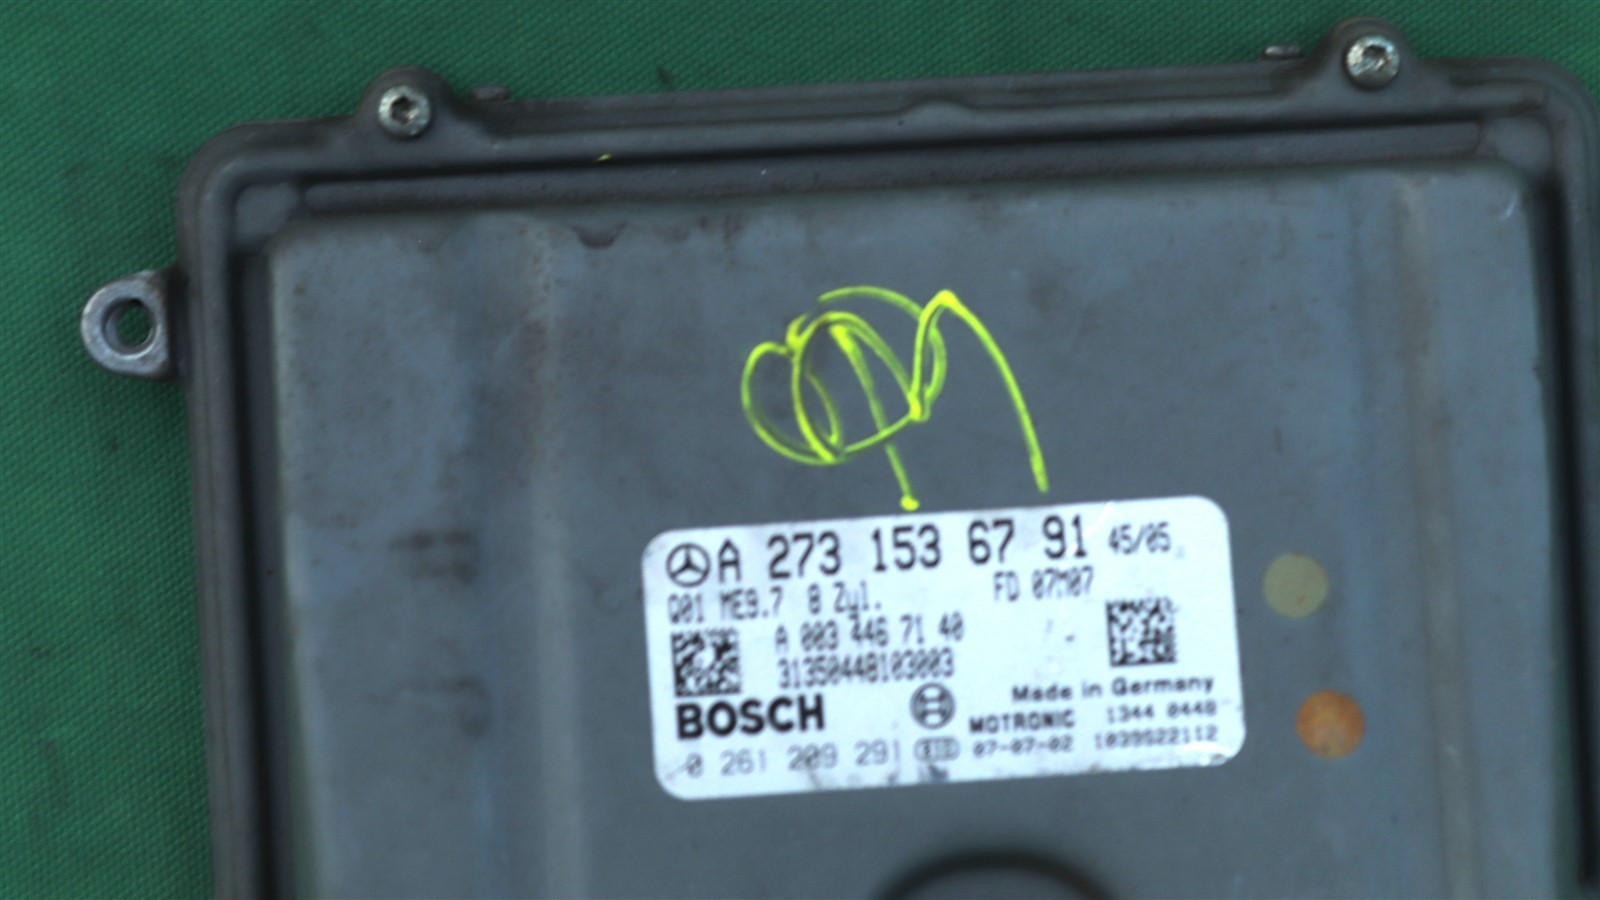 A 273 153 67 91 45/05
Q01 ME9.7 8 Zyl. FD 07M07
A 003 446 71 40
31350448103003
BOSCH
Made in Germany
MOTRONIC 1344 0448
0 261 209 291 07-07-02 1039S22112